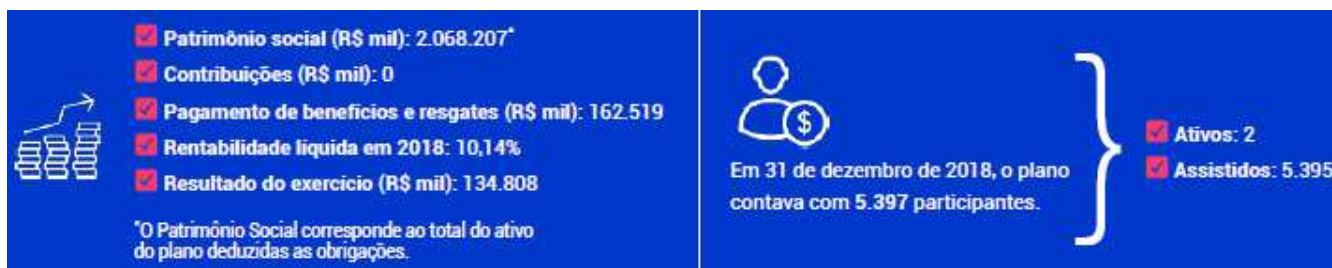 Patrimônio social (R$ mil): 2.068.207*
Contribuições (R$ mil): 0
Pagamento de benefícios e resgates (R$ mil): 162.519
Rentabilidade líquida em 2018: 10,14%
Resultado do exercício (R$ mil): 134.808
*O Patrimônio Social corresponde ao total do ativo
do plano deduzidas as obrigações.
$
Em 31 de dezembro de 2018, o plano
contava com 5.397 participantes.
Ativos: 2
Assistidos: 5.395